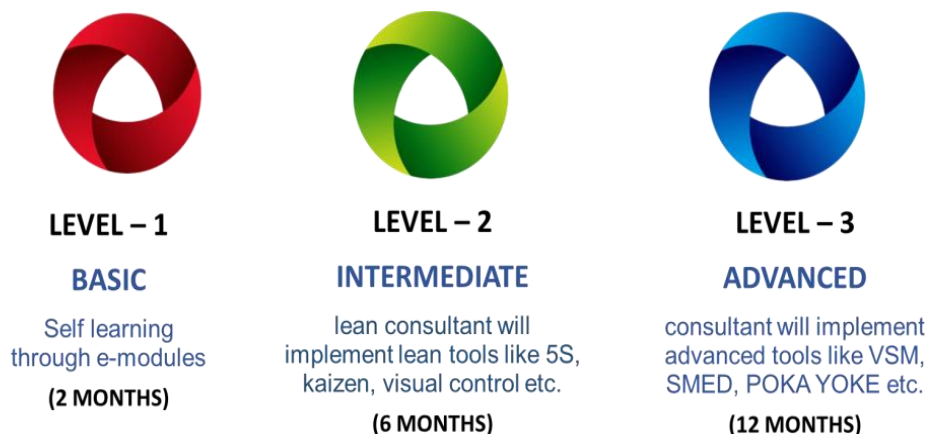 LEVEL – 1
BASIC
Self learning
through e-modules
(2 MONTHS)
LEVEL – 2
INTERMEDIATE
lean consultant will
implement lean tools like 5S,
kaizen, visual control etc.
(6 MONTHS)
LEVEL – 3
ADVANCED
consultant will implement
advanced tools like VSM,
SMED, POKA YOKE etc.
(12 MONTHS)